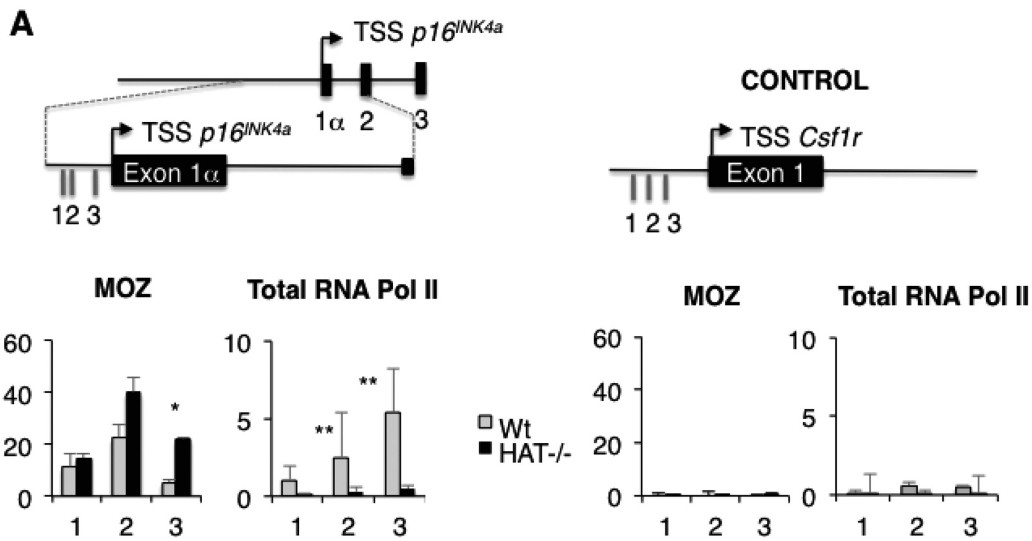 A
TSS p16INK4a
1α 2 3
TSS p16INK4a
Exon 1α
12 3
CONTROL
TSS Csf1r
Exon 1
1 2 3
MOZ
60
40
20
0
*
1 2 3
Total RNA Pol II
10
5
0
** **
1 2 3
Wt
HAT-/-
MOZ
60
40
20
0
1 2 3
Total RNA Pol II
10
5
0
1 2 3